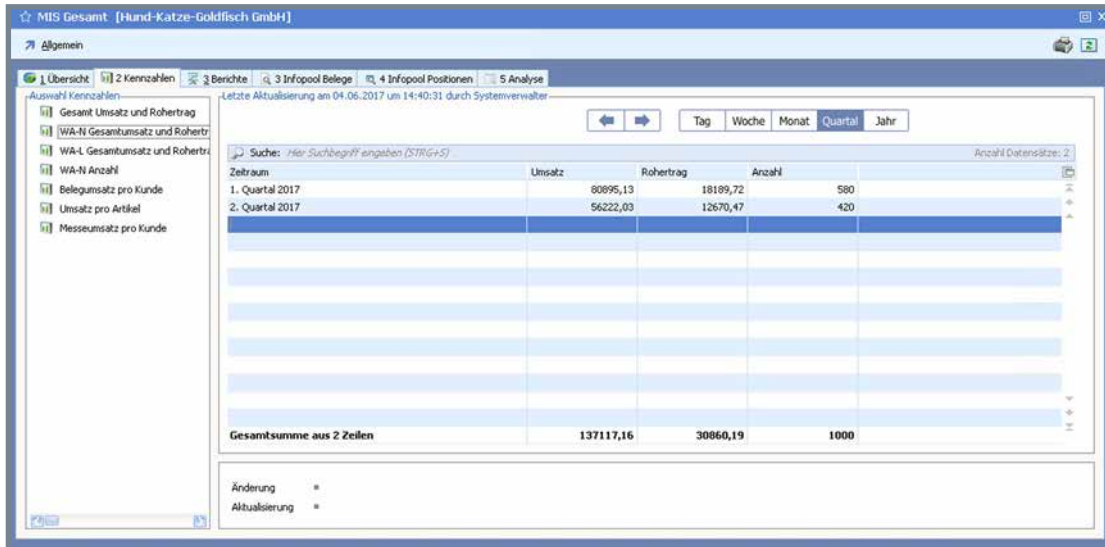 MIS Gesamt [Hund-Katze-Goldfisch GmbH]
Allgemein
1 Übersicht 2 Kennzahlen 3 Berichte 3 Infopool Belege 4 Infopool Positionen 5 Analyse
Auswahl Kennzahlen
Gesamt Umsatz und Rohertrag
WA-N Gesamtumsatz und Rohertr
WA-L Gesamtumsatz und Rohertra
WA-N Anzahl
Belegumsatz pro Kunde
Umsatz pro Artikel
Messeumsatz pro Kunde
Letzte Aktualisierung am 04.06.2017 um 14:40:31 durch Systemverwalter
Tag Woche Monat Quartal Jahr
Suche: Hier Suchbegriff eingeben (STRG+S) Anzahl Datensätze: 2
Zeitraum Umsatz Rohertrag Anzahl
1. Quartal 2017 80895,13 18189,72 580
2. Quartal 2017 56222,03 12670,47 420
Gesamtsumme aus 2 Zeilen 137117,16 30860,19 1000
Änderung =
Aktualisierung =